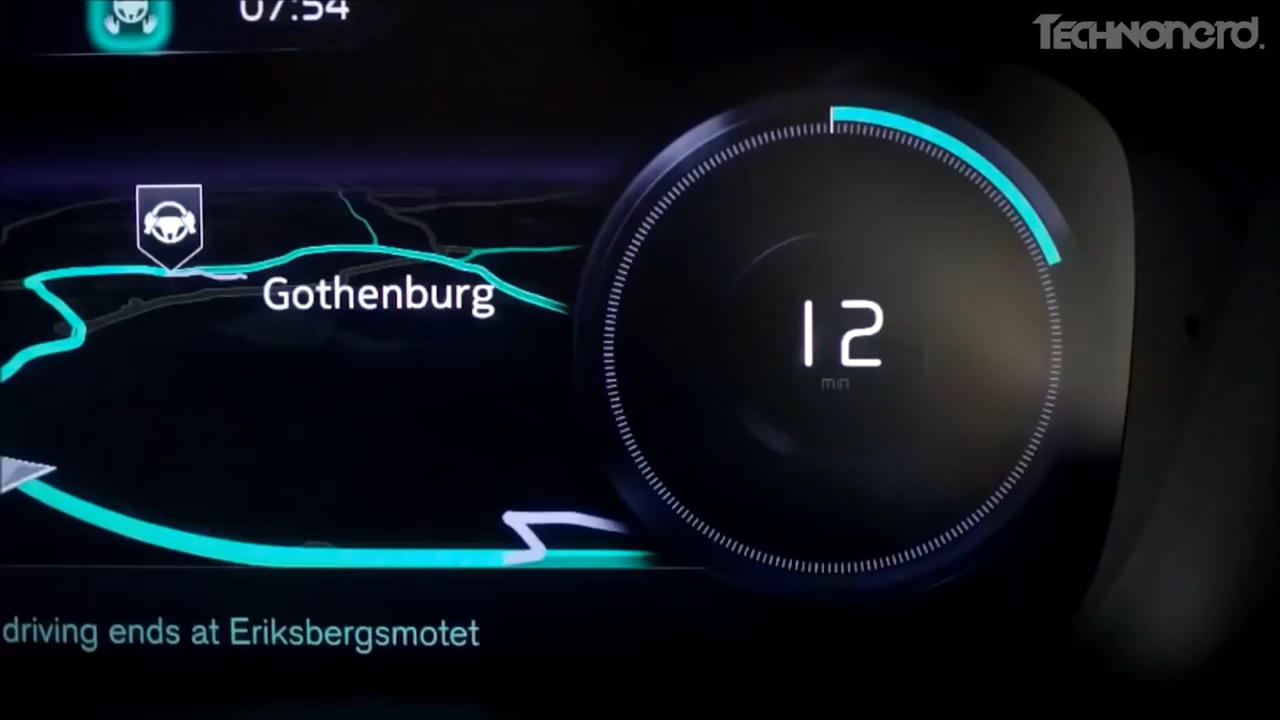 07:54
TECHNOnerd.
Gothenburg
12
min
driving ends at Eriksbergsmotet